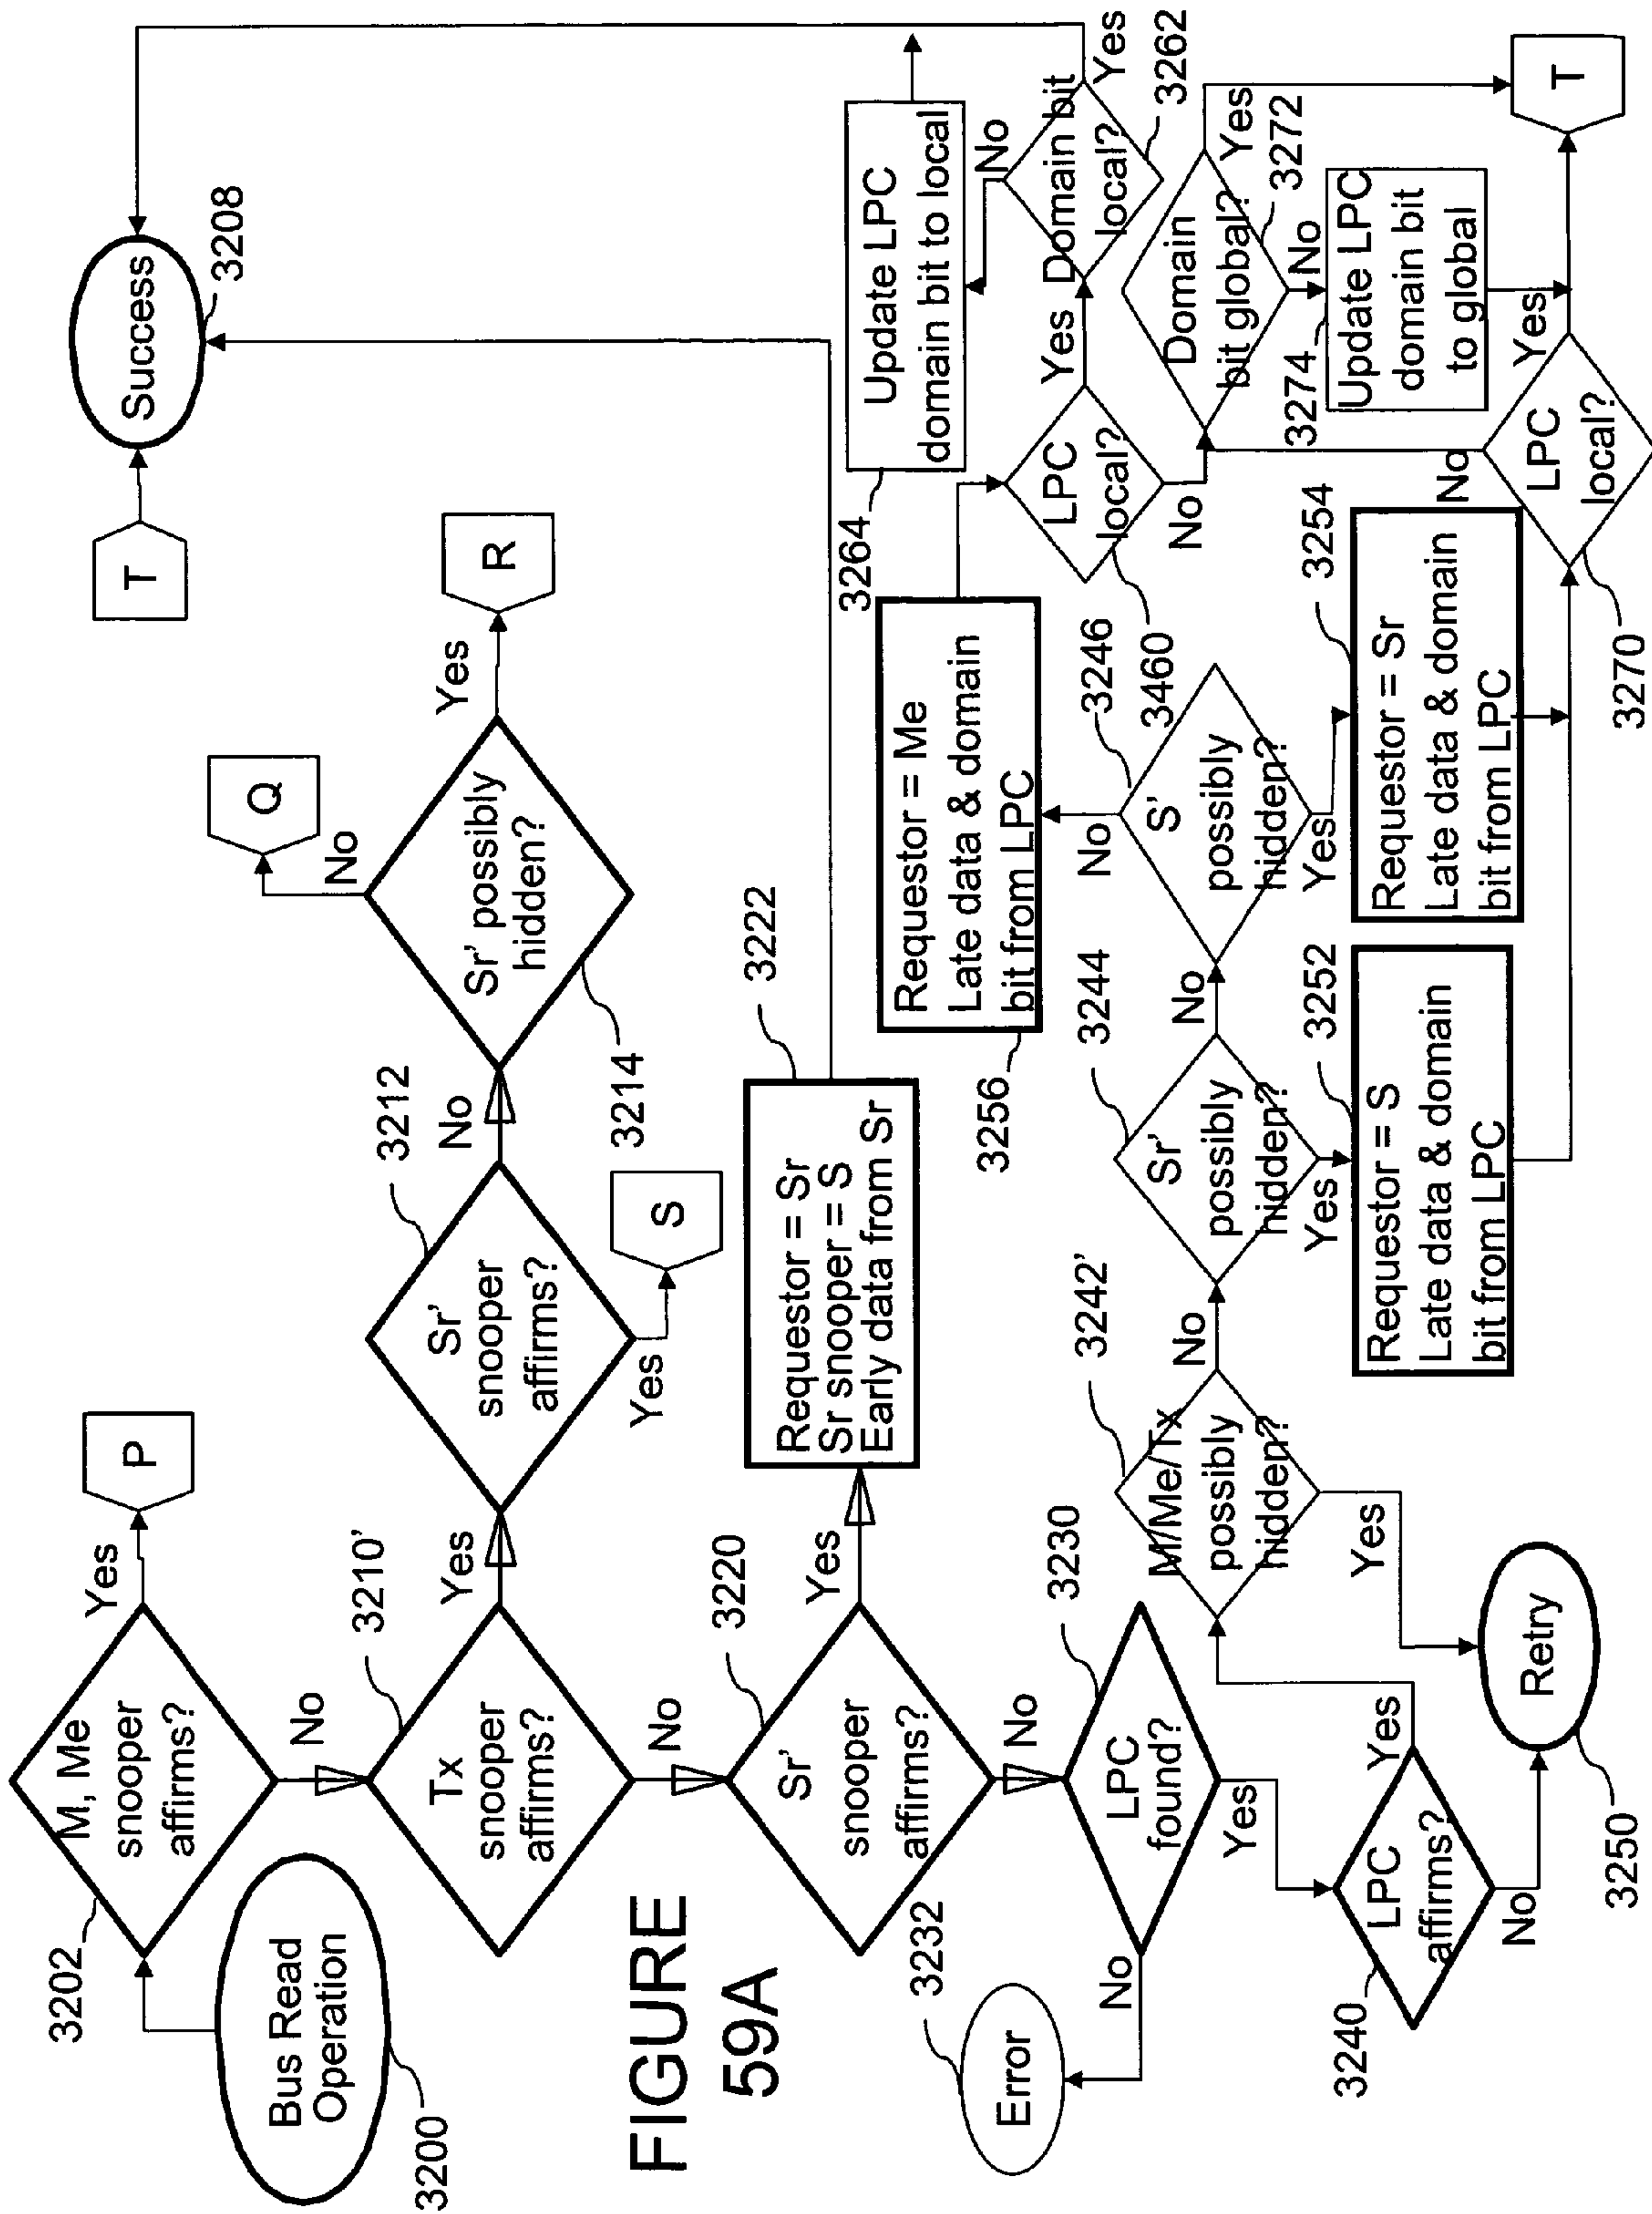 Bus Read
Operation
3200
3202
M, Me
snooper
affirms?
Yes
P
No
3210'
Tx
snooper
affirms?
Yes
3212
Sr'
snooper
affirms?
No
Yes
S
3214
Sr' possibly
hidden?
No
Q
Yes
R
T
Success
3208
No
3220
Sr'
snooper
affirms?
Yes
3222
Requestor = Sr
Sr snooper = S
Early data from Sr
No
3230
LPC
found?
No
3232
Error
Yes
3240
LPC
affirms?
No
Retry
3250
Yes
3242'
M/Me/Tx
possibly
hidden?
Yes
No
3244
Sr'
possibly
hidden?
Yes
3252
Requestor = S
Late data & domain
bit from LPC
No
3246
S'
possibly
hidden?
Yes
3254
Requestor = Sr
Late data & domain
bit from LPC
No
3256
Requestor = Me
Late data & domain
bit from LPC
3460
LPC
local?
Yes
No
Domain bit
local?
3262
Yes
No
3264
Update LPC
domain bit to local
Domain
bit global?
3272
Yes
No
3274
Update LPC
domain bit
to global
3270
LPC
local?
No
Yes
T
FIGURE
59A